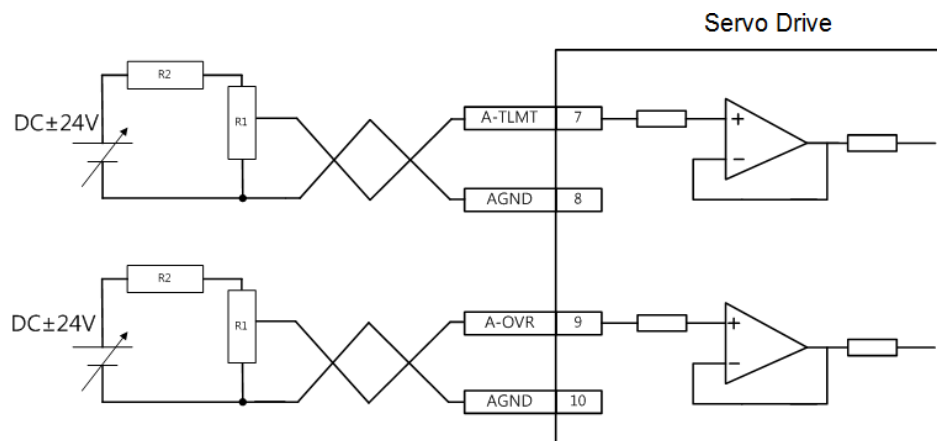 Servo Drive
R2
DC±24V
R1
A-TLMT 7
AGND 8
+
−
R2
DC±24V
R1
A-OVR 9
AGND 10
+
−